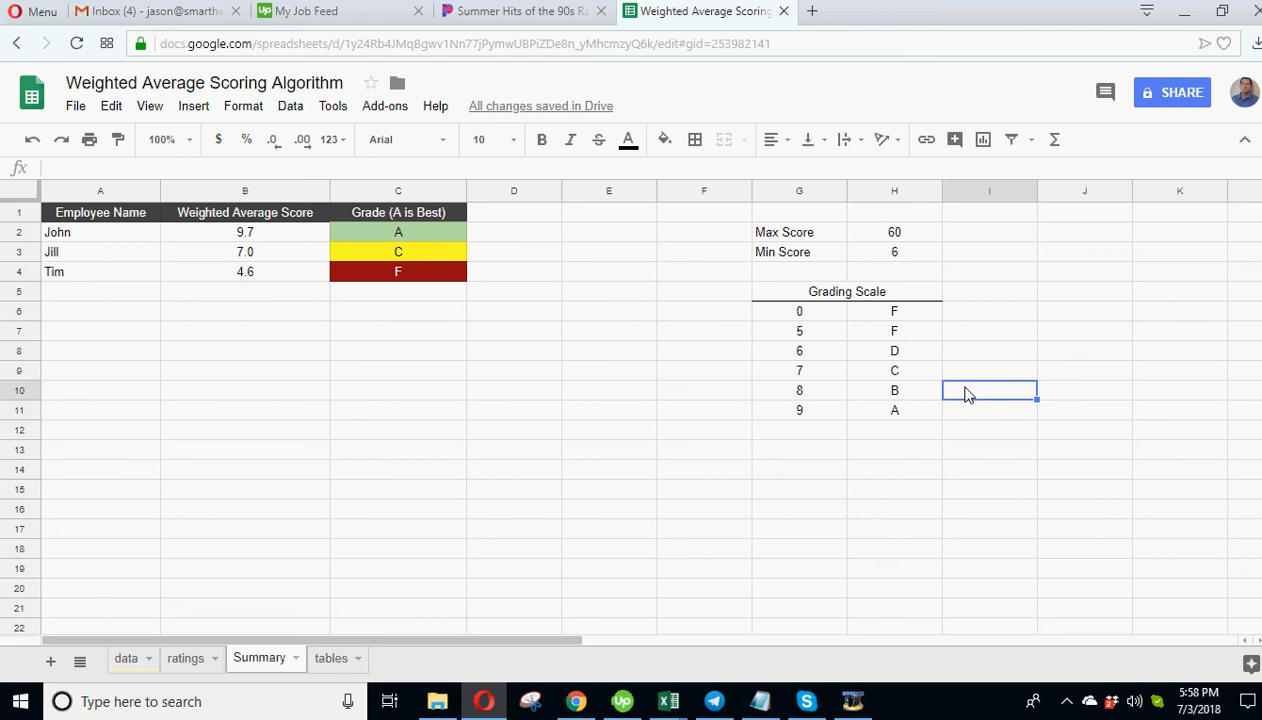 Menu Inbox (4) - jason@smarthe My Job Feed Summer Hits of the 90s Ra Weighted Average Scoring
docs.google.com/spreadsheets/d/1y24Rb4JMqBgwv1Nn77jPymwUBPiZDe8n_yMhcmzyQ6k/edit#gid=253982141
Weighted Average Scoring Algorithm
SHARE
File Edit View Insert Format Data Tools Add-ons Help All changes saved in Drive
100% $ % .0 .00 123 Arial 10 B I S A Σ
fx
A B C D E F G H I J K
1 Employee Name Weighted Average Score Grade (A is Best)
2 John 9.7 A Max Score 60
3 Jill 7.0 C Min Score 6
4 Tim 4.6 F
5 Grading Scale
6 0 F
7 5 F
8 6 D
9 7 C
10 8 B
11 9 A
12
13
14
15
16
17
18
19
20
21
22
+ data ratings Summary tables
Type here to search
5:58 PM
7/3/2018